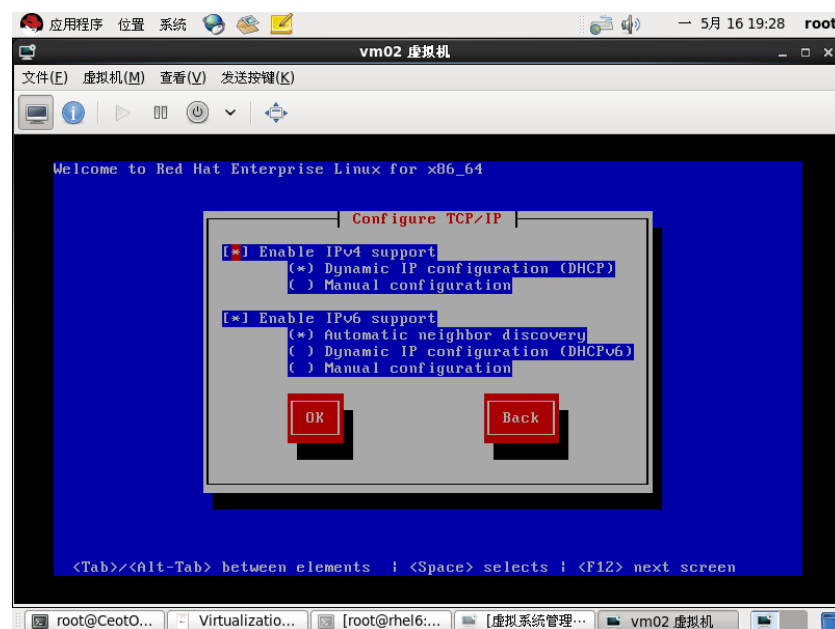 应用程序 位置 系统 一 5月 16 19:28 root
vm02 虚拟机
文件(F) 虚拟机(M) 查看(V) 发送按键(K)
Welcome to Red Hat Enterprise Linux for x86_64
Configure TCP/IP
[*] Enable IPv4 support
(*) Dynamic IP configuration (DHCP)
( ) Manual configuration
[*] Enable IPv6 support
(*) Automatic neighbor discovery
( ) Dynamic IP configuration (DHCPv6)
( ) Manual configuration
OK Back
<Tab>/<Alt-Tab> between elements | <Space> selects | <F12> next screen
root@CeotO... Virtualizatio... [root@rhel6:... [虚拟系统管理... vm02 虚拟机